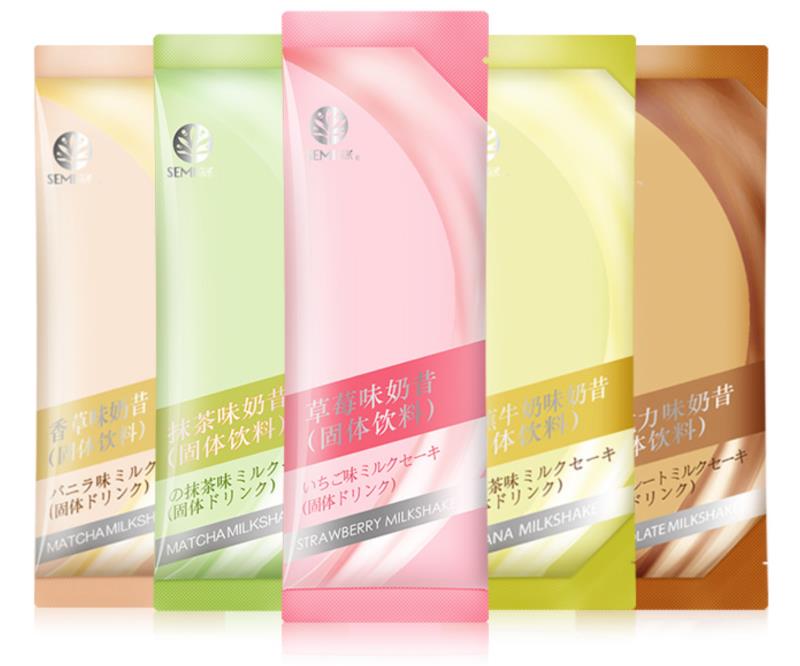 SEMI
香草味奶昔
(固体饮料)
バニラ味ミルク
(固体ドリンク)
MATCHA MILKSH
SEMI
抹茶味奶昔
(固体饮料)
の抹茶味ミルク
(固体ドリンク)
MATCHA MILKSHA
SEMI
草莓味奶昔
(固体饮料)
いちご味ミルクセーキ
(固体ドリンク)
STRAWBERRY MILKSHAKE
蕉牛奶味奶昔
体饮料)
茶味ミルクセーキ
ドリンク)
ANA MILKSHAKE
力味奶昔
体饮料)
ートミルクセーキ
ドリンク)
LATE MILKSHAKE